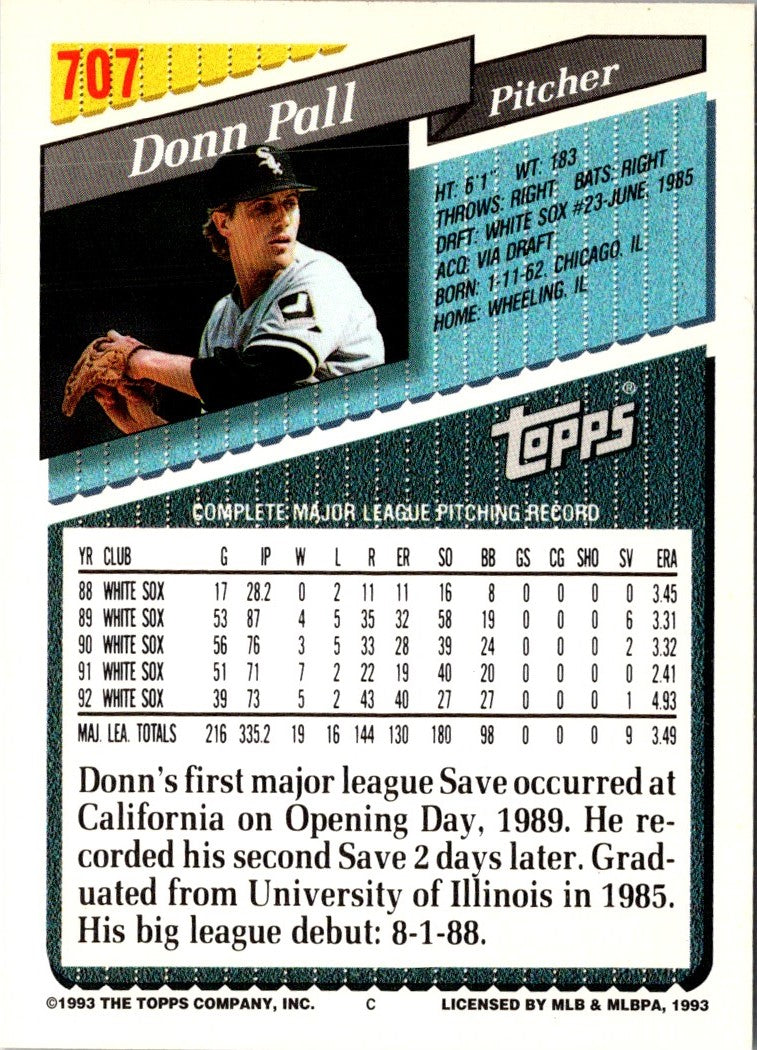 707
Donn Pall
Pitcher
HT: 6'1" WT: 183
THROWS: RIGHT BATS: RIGHT
DRFT: WHITE SOX #23-JUNE, 1985
ACQ: VIA DRAFT
BORN: 1-11-62, CHICAGO, IL
HOME: WHEELING, IL
Sox
TOPPS®
COMPLETE MAJOR LEAGUE PITCHING RECORD
YR CLUB G IP W L R ER SO BB GS CG SHO SV ERA
88 WHITE SOX 17 28.2 0 2 11 11 16 8 0 0 0 0 3.45
89 WHITE SOX 53 87 4 5 35 32 58 19 0 0 0 6 3.31
90 WHITE SOX 56 76 3 5 33 28 39 24 0 0 0 2 3.32
91 WHITE SOX 51 71 7 2 22 19 40 20 0 0 0 0 2.41
92 WHITE SOX 39 73 5 2 43 40 27 27 0 0 0 1 4.93
MAJ. LEA. TOTALS 216 335.2 19 16 144 130 180 98 0 0 0 9 3.49
Donn's first major league Save occurred at
California on Opening Day, 1989. He re-
corded his second Save 2 days later. Grad-
uated from University of Illinois in 1985.
His big league debut: 8-1-88.
©1993 THE TOPPS COMPANY, INC. C LICENSED BY MLB & MLBPA, 1993